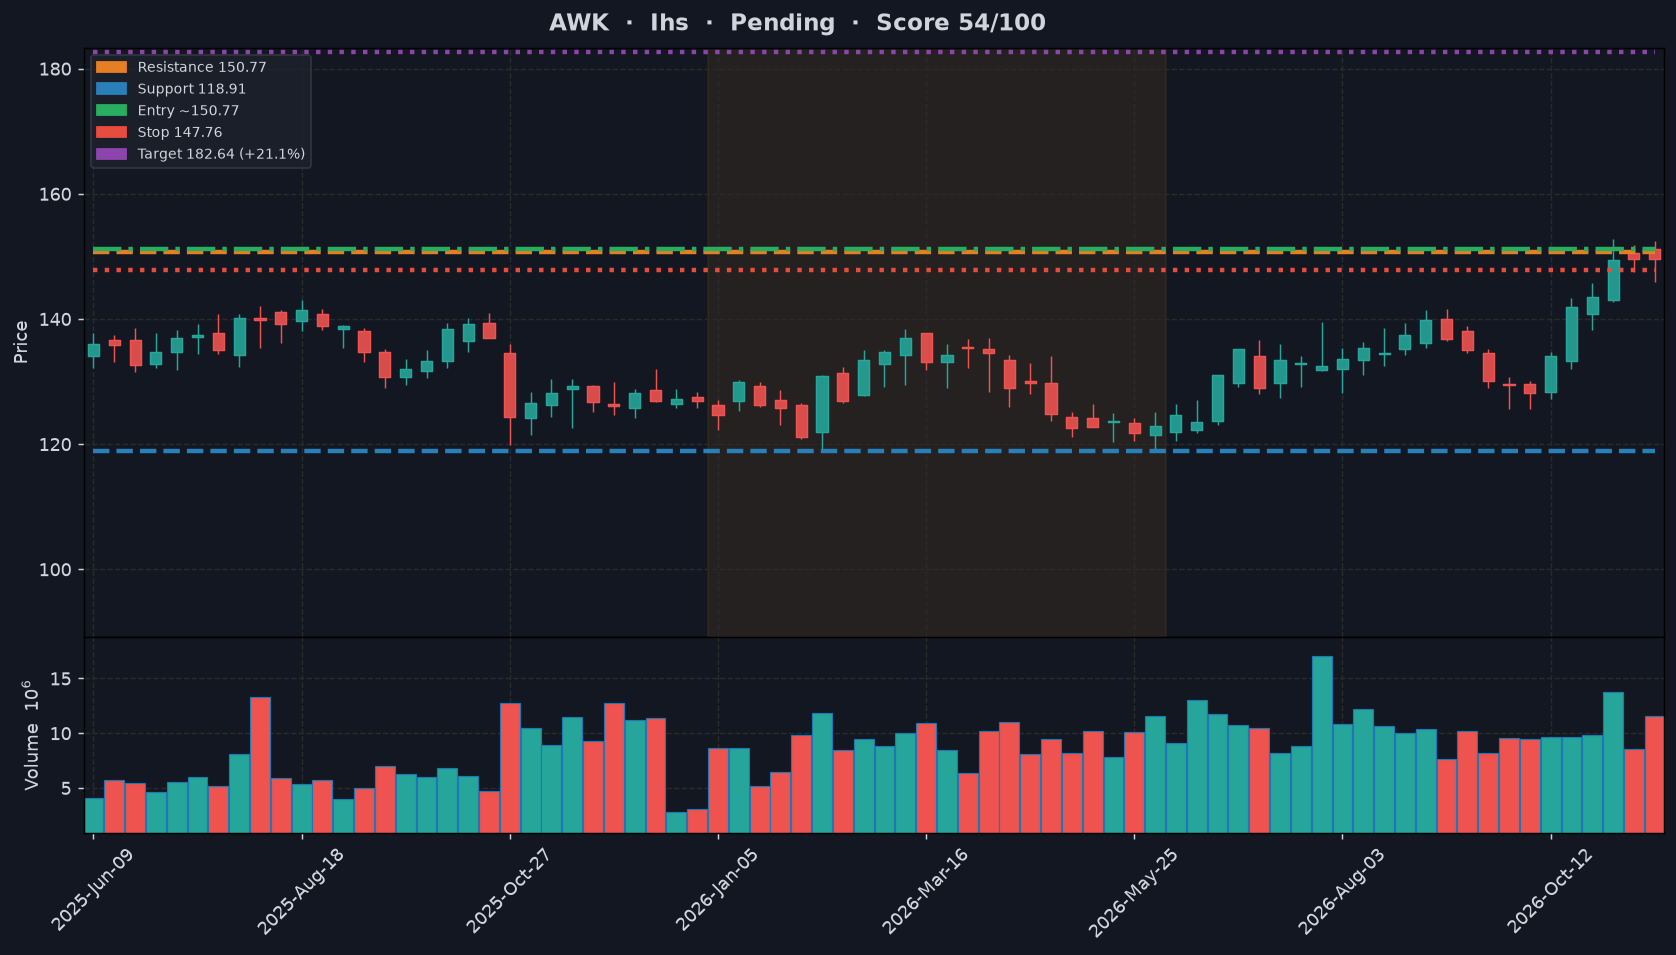 AWK · Ihs · Pending · Score 54/100
Resistance 150.77
Support 118.91
Entry ~150.77
Stop 147.76
Target 182.64 (+21.1%)
Price
180
160
140
120
100
Volume 10⁶
15
10
5
2025-Jun-09
2025-Aug-18
2025-Oct-27
2026-Jan-05
2026-Mar-16
2026-May-25
2026-Aug-03
2026-Oct-12